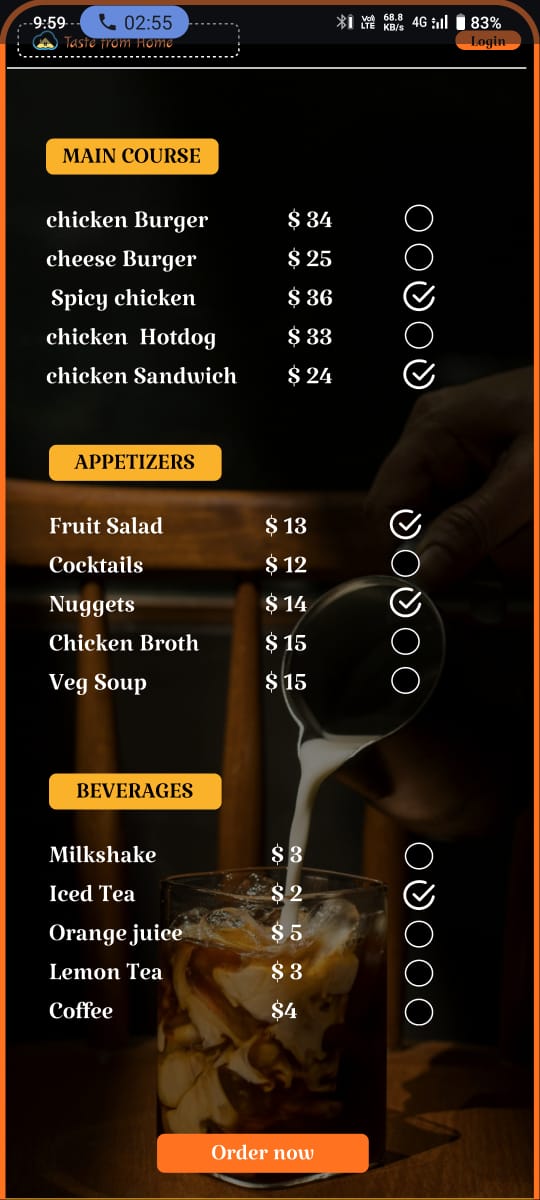 9:59 02:55 Vo) LTE 68.8 KB/s 4G 83%
Taste from Home Login
MAIN COURSE
chicken Burger $ 34
cheese Burger $ 25
Spicy chicken $ 36
chicken Hotdog $ 33
chicken Sandwich $ 24
APPETIZERS
Fruit Salad $ 13
Cocktails $ 12
Nuggets $ 14
Chicken Broth $ 15
Veg Soup $ 15
BEVERAGES
Milkshake $ 3
Iced Tea $ 2
Orange juice $ 5
Lemon Tea $ 3
Coffee $4
Order now